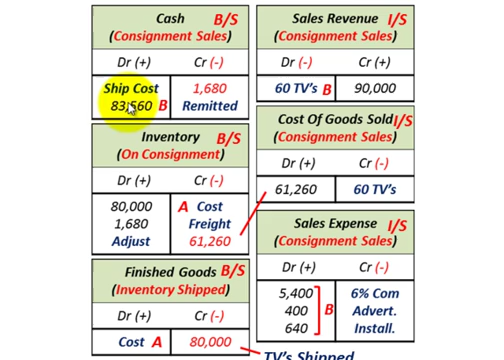 Cash B/S
(Consignment Sales)
Dr (+) Cr (-)
Ship Cost 1,680
83,560 B Remitted
Inventory B/S
(On Consignment)
Dr (+) Cr (-)
80,000 A Cost
1,680 Freight
Adjust 61,260
Finished Goods B/S
(Inventory Shipped)
Dr (+) Cr (-)
Cost A 80,000
Sales Revenue I/S
(Consignment Sales)
Dr (-) Cr (+)
60 TV's B 90,000
Cost Of Goods Sold I/S
(Consignment Sales)
Dr (+) Cr (-)
61,260 60 TV's
Sales Expense I/S
(Consignment Sales)
Dr (+) Cr (-)
5,400 6% Com
400 B Advert.
640 Install.
TV's Shipped